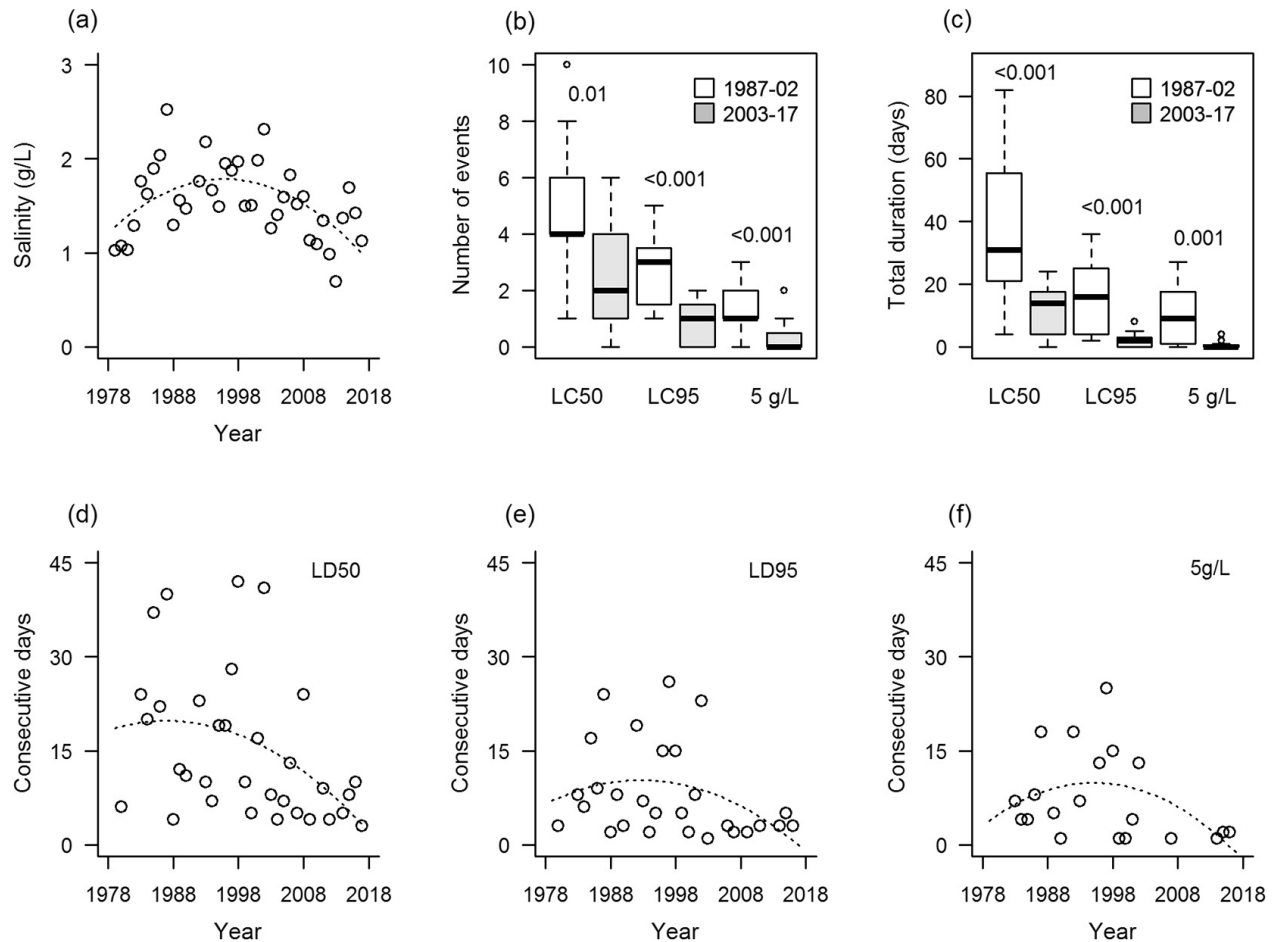 (a)
3
2
1
0
Salinity (g/L)
1978 1988 1998 2008 2018
Year
(b)
10
8
6
4
2
0
Number of events
0.01
<0.001
<0.001
1987-02
2003-17
LC50 LC95 5 g/L
(c)
80
60
40
20
0
Total duration (days)
<0.001
<0.001
0.001
1987-02
2003-17
LC50 LC95 5 g/L
(d)
LD50
45
30
15
0
Consecutive days
1978 1988 1998 2008 2018
Year
(e)
LD95
45
30
15
0
Consecutive days
1978 1988 1998 2008 2018
Year
(f)
5g/L
45
30
15
0
Consecutive days
1978 1988 1998 2008 2018
Year